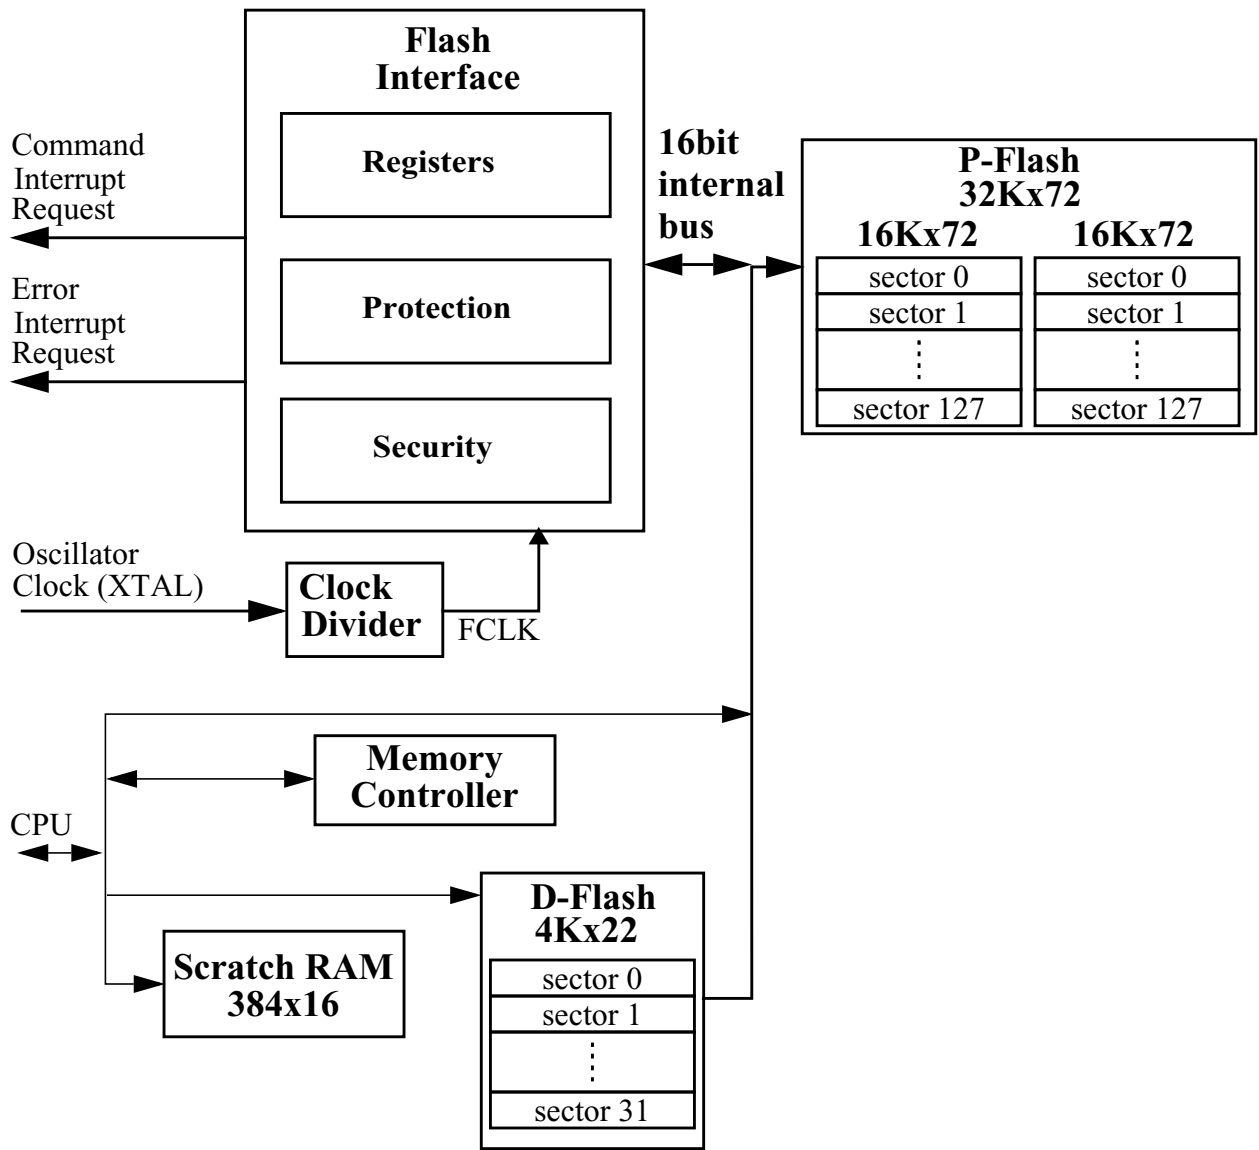 Flash
Interface
Registers
Protection
Security
Command
Interrupt
Request
Error
Interrupt
Request
16bit
internal
bus
P-Flash
32Kx72
16Kx72
16Kx72
sector 0
sector 0
sector 1
sector 1
sector 127
sector 127
Oscillator
Clock (XTAL)
Clock
Divider
FCLK
Memory
Controller
CPU
D-Flash
4Kx22
sector 0
sector 1
sector 31
Scratch RAM
384x16